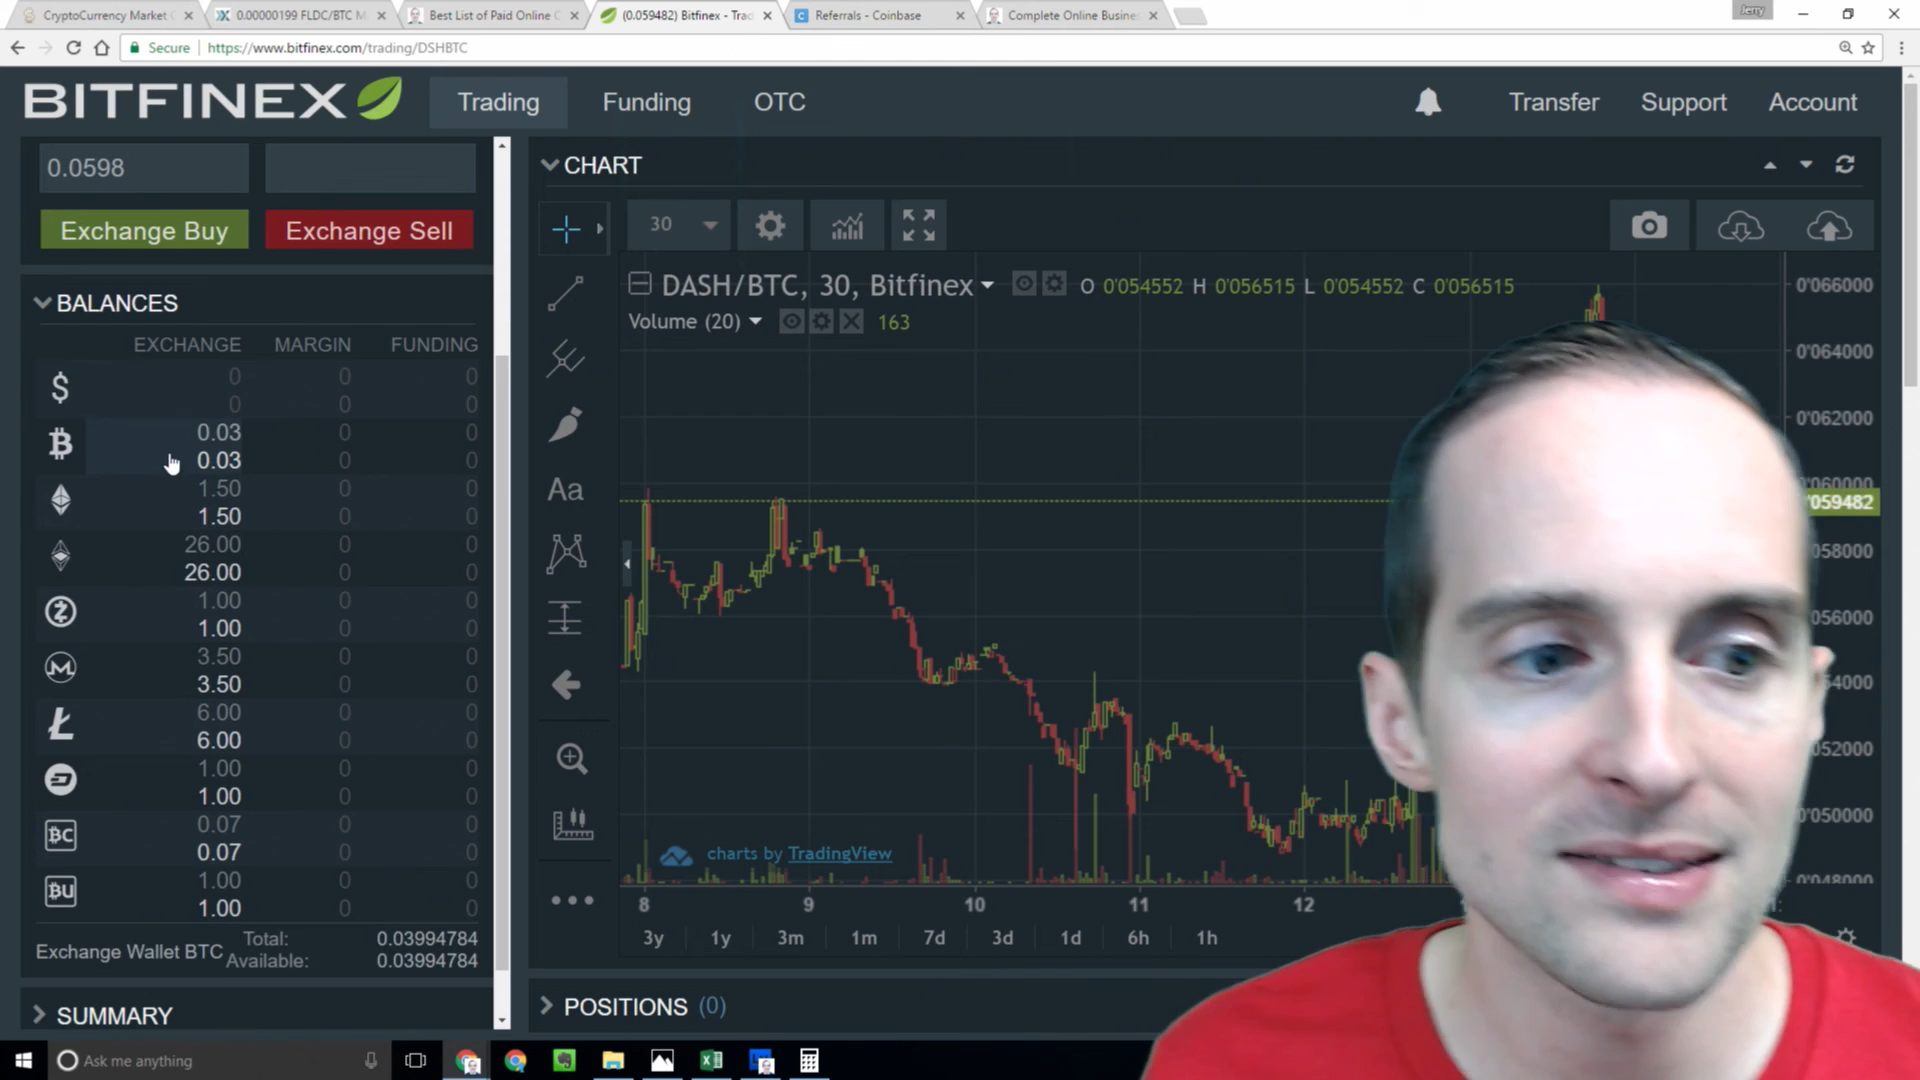 CryptoCurrency Market
0.00000199 FLDC/BTC M
Best List of Paid Online
(0.059482) Bitfinex - Trad
Referrals - Coinbase
Complete Online Busine
Jerry
Secure
https://www.bitfinex.com/trading/DSHBTC
BITFINEX
Trading
Funding
OTC
Transfer
Support
Account
0.0598
Exchange Buy
Exchange Sell
BALANCES
EXCHANGE MARGIN FUNDING
0 0 0
0 0
0.03 0 0
0.03 0 0
1.50 0 0
1.50
26.00 0 0
26.00 0 0
1.00 0 0
1.00 0 0
3.50 0 0
3.50 0 0
6.00 0 0
6.00 0 0
1.00 0 0
1.00 0 0
BC
0.07 0 0
0.07 0 0
BU
1.00 0 0
1.00 0 0
Exchange Wallet BTC
Total: 0.03994784
Available: 0.03994784
SUMMARY
CHART
30
DASH/BTC, 30, Bitfinex
O 0'054552 H 0'056515 L 0'054552 C 0'056515
Volume (20)
163
Aa
0'066000
0'064000
0'062000
0'060000
'059482
'058000
'056000
'054000
'052000
'050000
0'048000
charts by TradingView
8 9 10 11 12
3y 1y 3m 1m 7d 3d 1d 6h 1h
POSITIONS (0)
Ask me anything